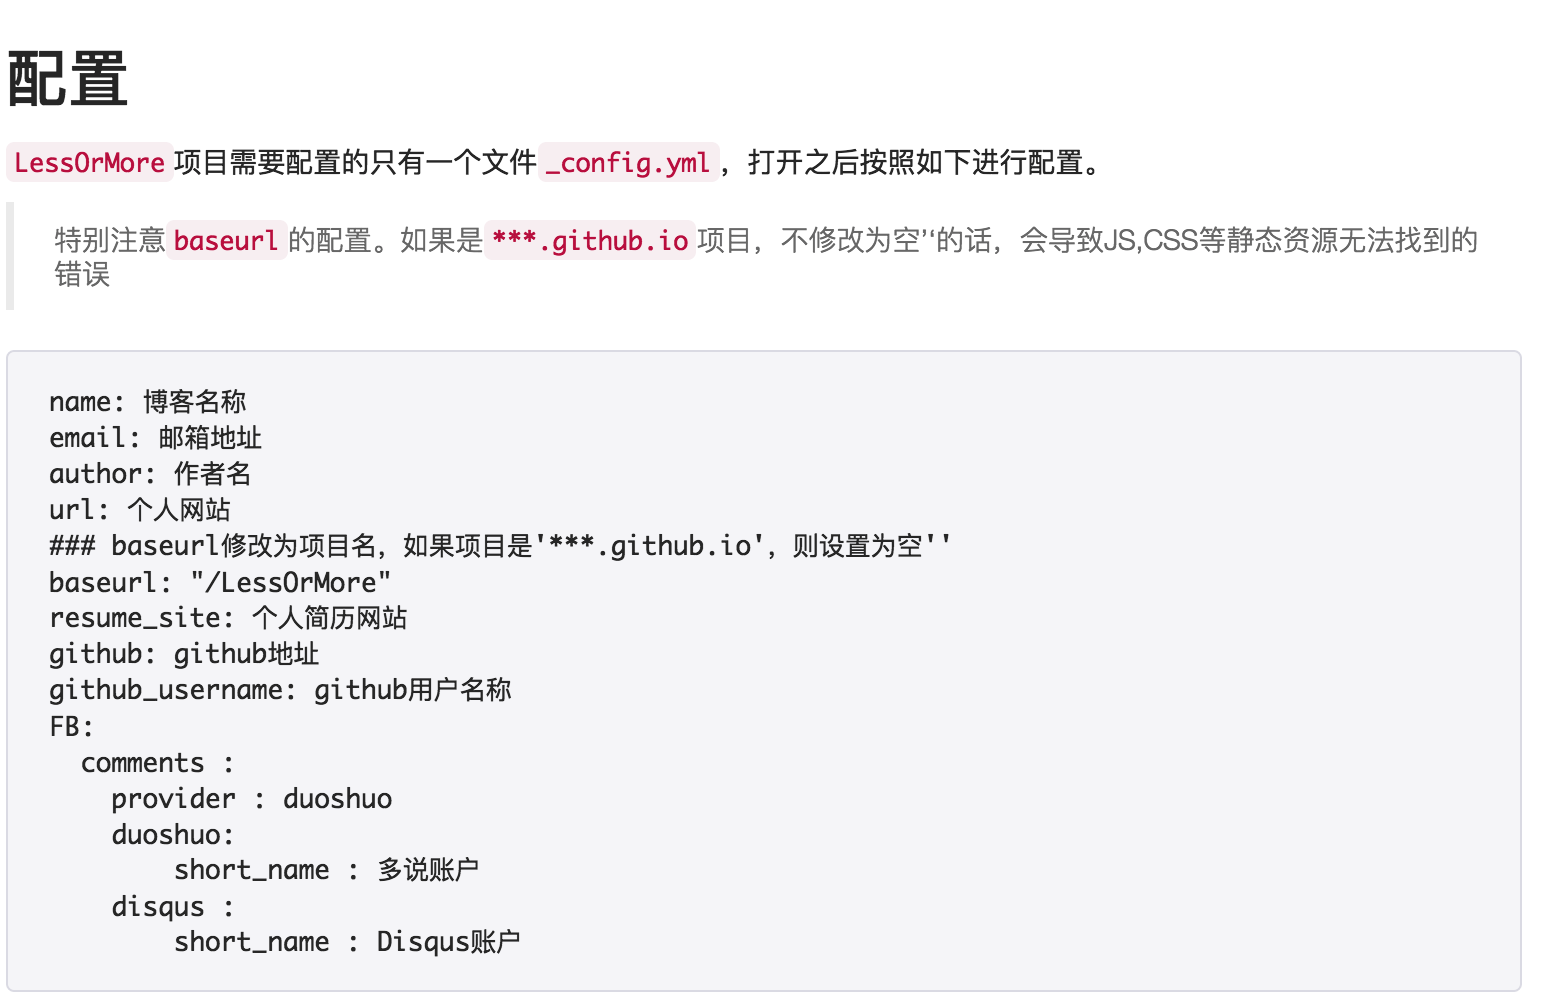 配置
LessOrMore项目需要配置的只有一个文件_config.yml，打开之后按照如下进行配置。
特别注意baseurl的配置。如果是***.github.io项目，不修改为空’‘的话，会导致JS,CSS等静态资源无法找到的
错误
name: 博客名称
email: 邮箱地址
author: 作者名
url: 个人网站
### baseurl修改为项目名，如果项目是'***.github.io'，则设置为空''
baseurl: "/LessOrMore"
resume_site: 个人简历网站
github: github地址
github_username: github用户名称
FB:
  comments :
    provider : duoshuo
    duoshuo:
        short_name : 多说账户
    disqus :
        short_name : Disqus账户